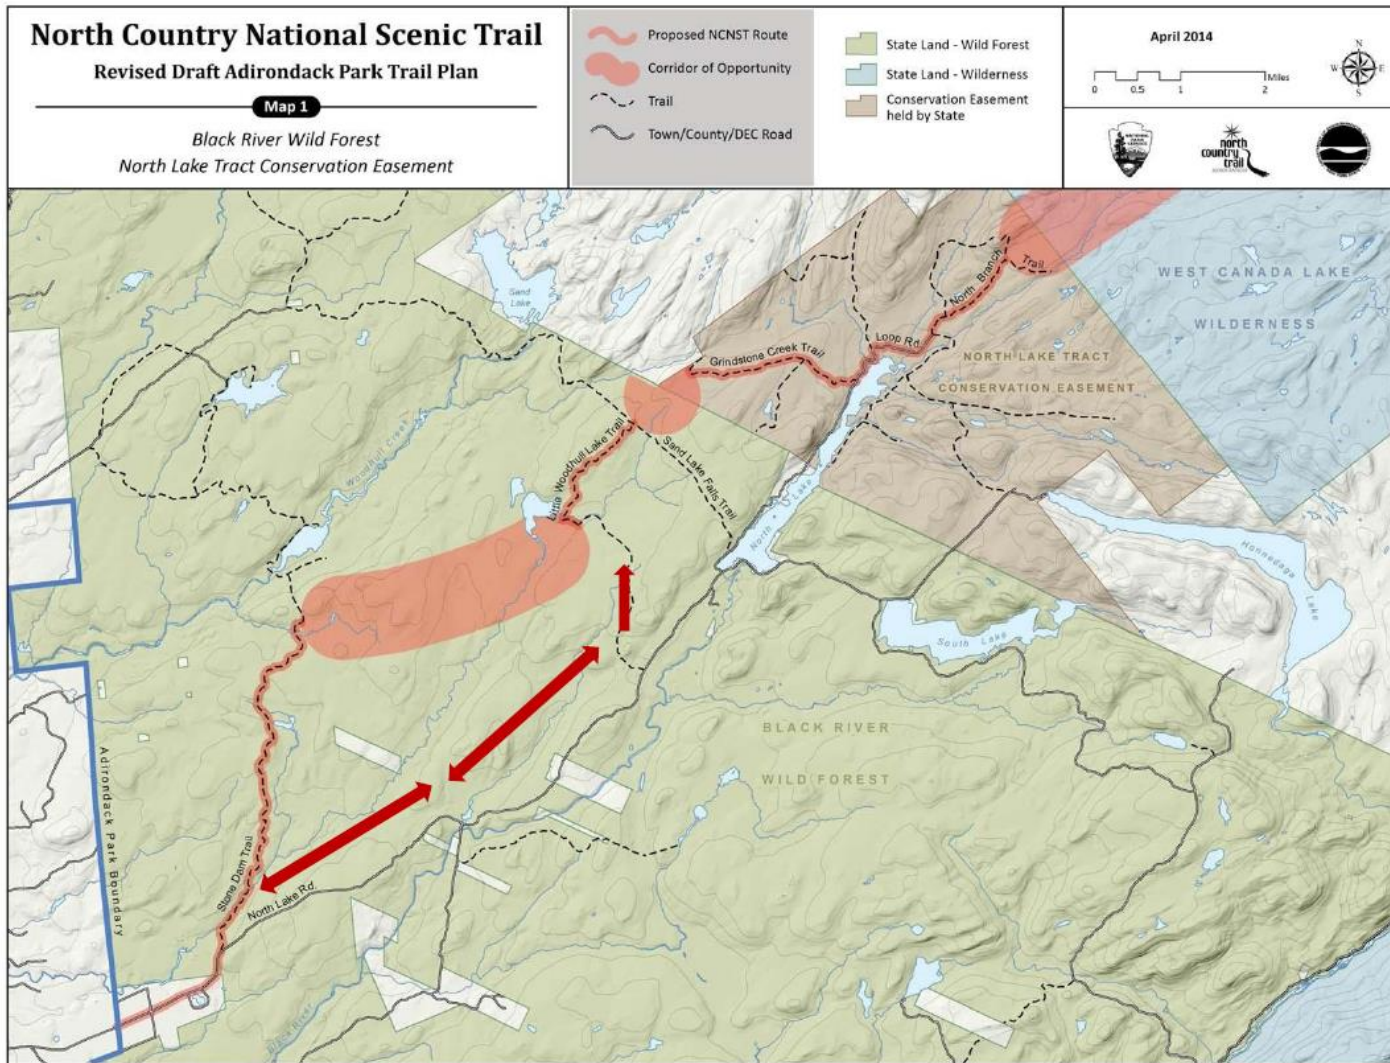 North Country National Scenic Trail
Revised Draft Adirondack Park Trail Plan
Map 1
Black River Wild Forest
North Lake Tract Conservation Easement
Proposed NCNST Route
Corridor of Opportunity
Trail
Town/County/DEC Road
State Land - Wild Forest
State Land - Wilderness
Conservation Easement
held by State
April 2014
0 0.5 1 2 Miles
N
W E
S
north
country
trail
WEST CANADA LAKE
WILDERNESS
Trail
North Branch
Loop Rd.
Grindstone Creek Trail
NORTH LAKE TRACT
CONSERVATION EASEMENT
Sand
Lake
Woodhull Creek
Little Woodhull Lake Trail
Sand Lake Falls Trail
North Lake
Honnedaga
Lake
South Lake
BLACK RIVER
WILD FOREST
Adirondack Park Boundary
Stone Dam Trail
North Lake Rd.
Black River